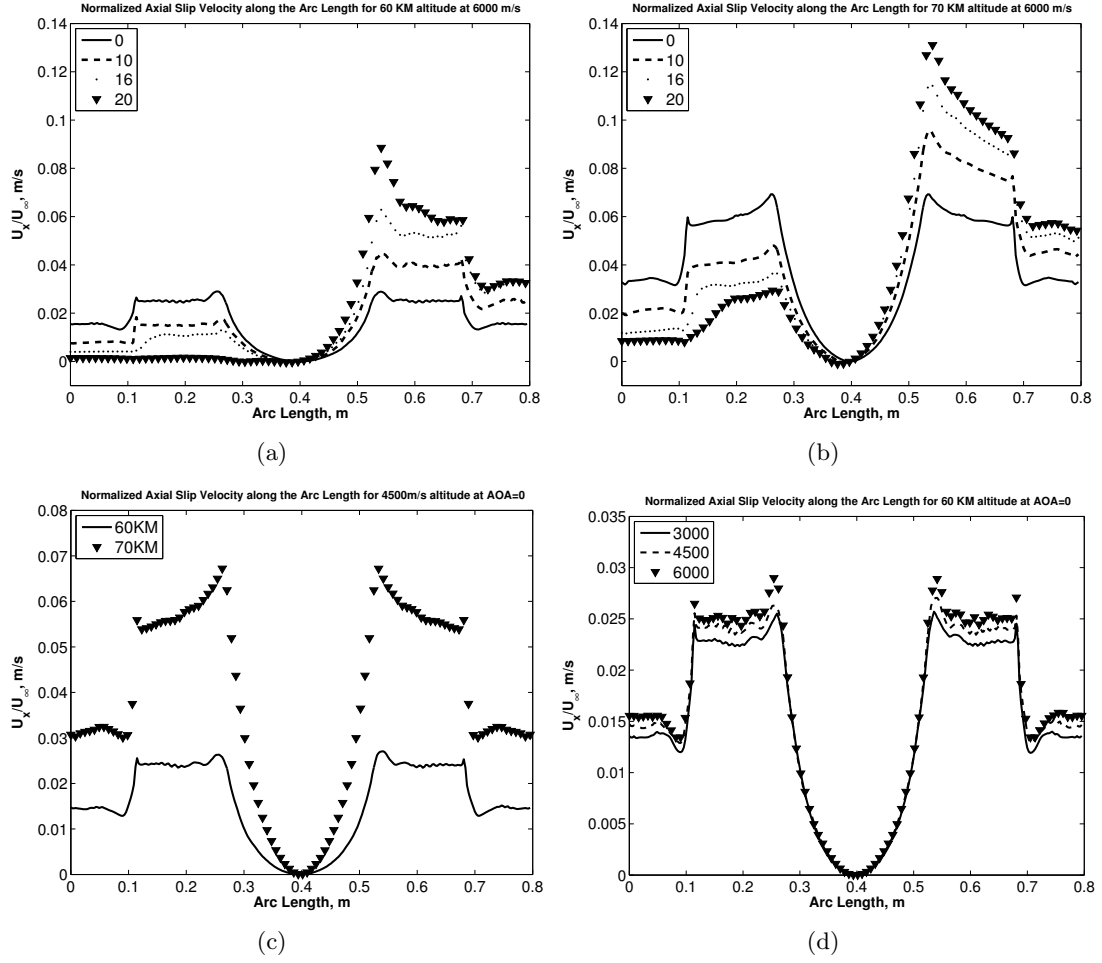 Normalized Axial Slip Velocity along the Arc Length for 60 KM altitude at 6000 m/s
0.14
0.12
0.1
0.08
0.06
0.04
0.02
0
U_x/U_∞, m/s
0
10
16
20
0 0.1 0.2 0.3 0.4 0.5 0.6 0.7 0.8
Arc Length, m
(a)
Normalized Axial Slip Velocity along the Arc Length for 70 KM altitude at 6000 m/s
0.14
0.12
0.1
0.08
0.06
0.04
0.02
0
U_x/U_∞, m/s
0
10
16
20
0 0.1 0.2 0.3 0.4 0.5 0.6 0.7 0.8
Arc Length, m
(b)
Normalized Axial Slip Velocity along the Arc Length for 4500m/s altitude at AOA=0
0.08
0.07
0.06
0.05
0.04
0.03
0.02
0.01
0
U_x/U_∞, m/s
60KM
70KM
0 0.1 0.2 0.3 0.4 0.5 0.6 0.7 0.8
Arc Length, m
(c)
Normalized Axial Slip Velocity along the Arc Length for 60 KM altitude at AOA=0
0.035
0.03
0.025
0.02
0.015
0.01
0.005
0
U_x/U_∞, m/s
3000
4500
6000
0 0.1 0.2 0.3 0.4 0.5 0.6 0.7 0.8
Arc Length, m
(d)